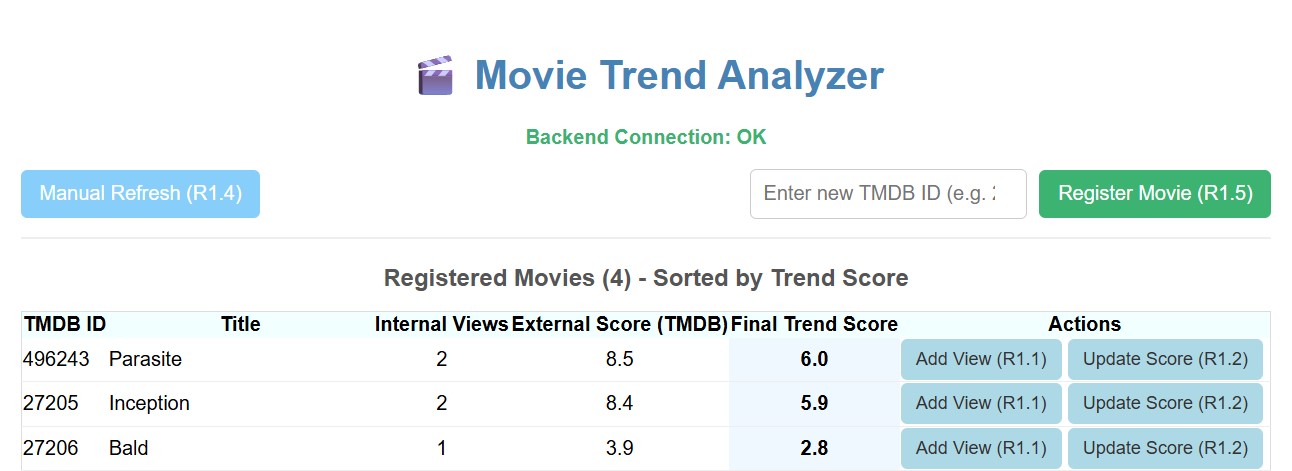 Movie Trend Analyzer
Backend Connection: OK
Manual Refresh (R1.4) Enter new TMDB ID (e.g. Register Movie (R1.5)
Registered Movies (4) - Sorted by Trend Score
TMDB ID Title Internal Views External Score (TMDB) Final Trend Score Actions
496243 Parasite 2 8.5 6.0 Add View (R1.1) Update Score (R1.2)
27205 Inception 2 8.4 5.9 Add View (R1.1) Update Score (R1.2)
27206 Bald 1 3.9 2.8 Add View (R1.1) Update Score (R1.2)